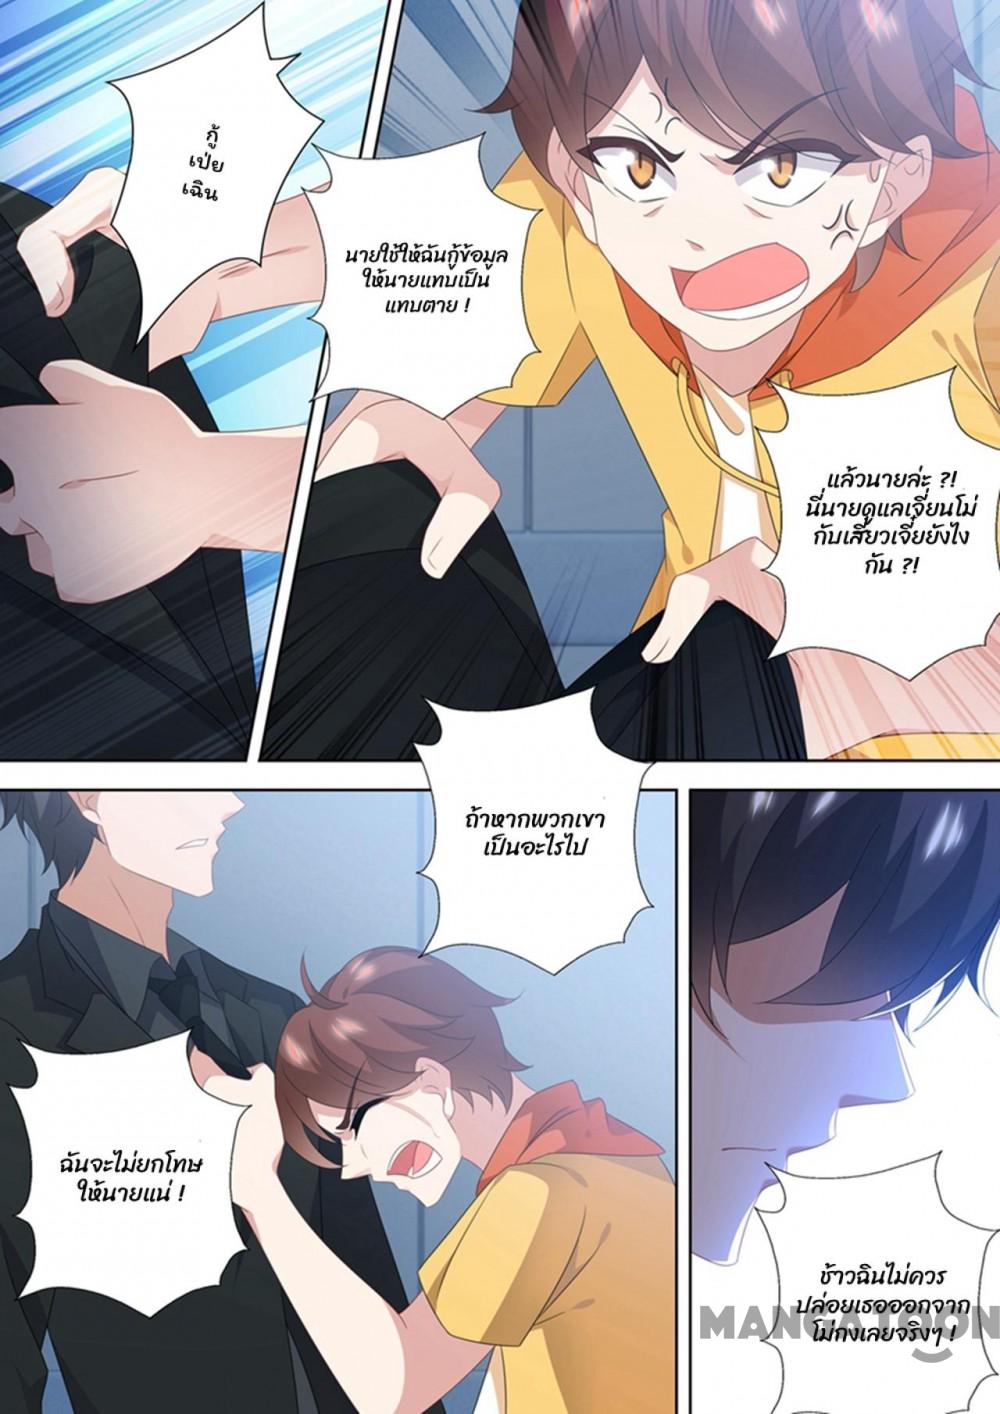 กู้
เป่ย
เฉิน
นายใช้ให้ฉันกู้ข้อมูล
ให้นายแทบเป็น
แทบตาย !
แล้วนายล่ะ ?!
นี่นายดูแลเจี่ยนโม่
กับเสี่ยวเจี๋ยยังไง
กัน ?!
ถ้าหากพวกเขา
เป็นอะไรไป
ฉันจะไม่ยกโทษ
ให้นายแน่ !
ช้าวฉินไม่ควร
ปล่อยเธอออกจาก
โม่กงเลยจริงๆ !
MANGATOON